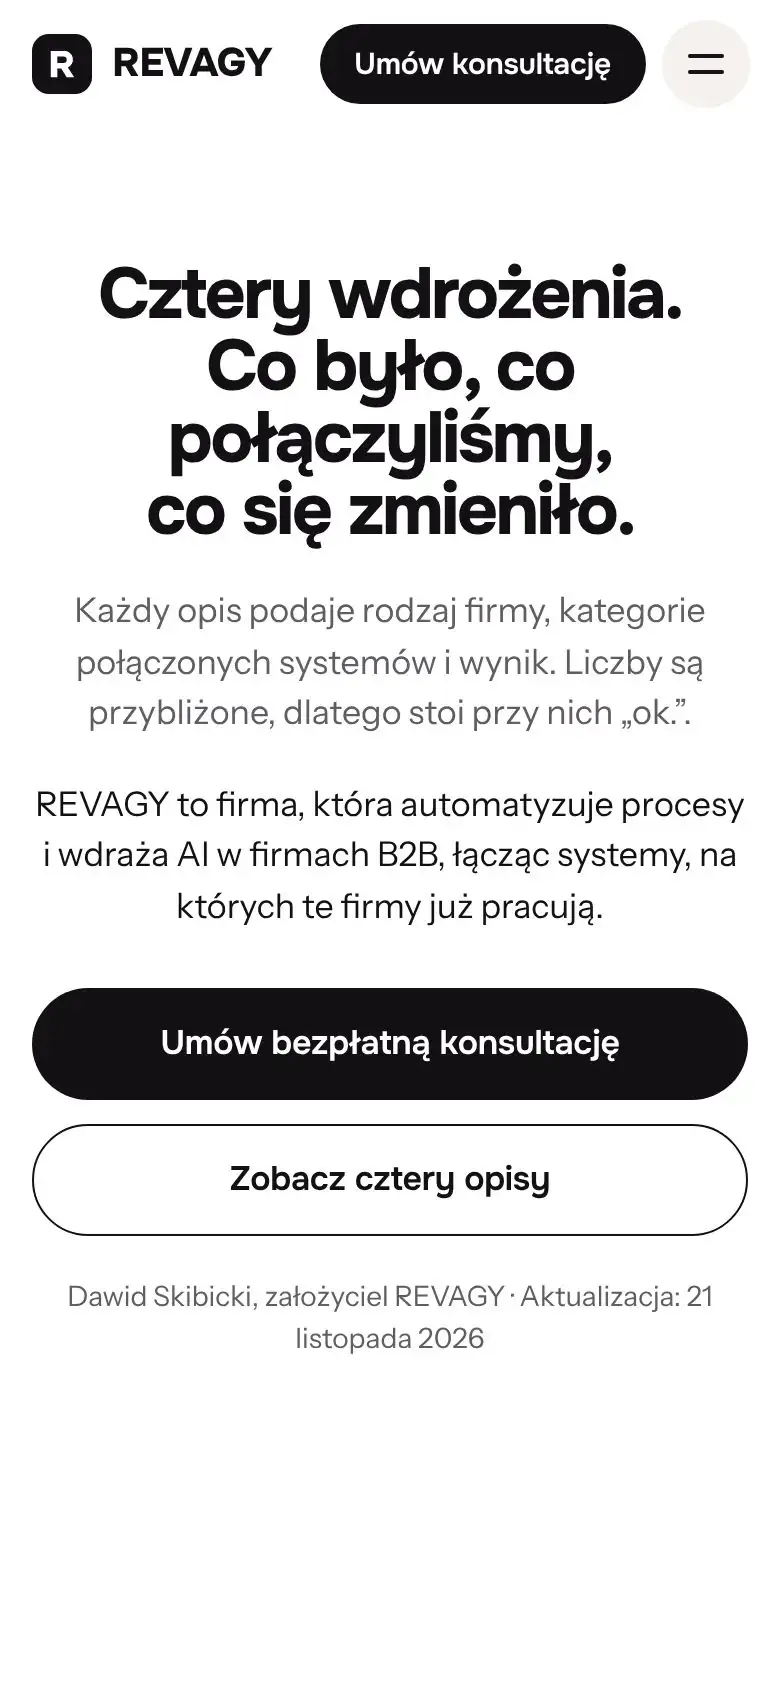 R REVAGY
Umów konsultację
Cztery wdrożenia.
Co było, co
połączyliśmy,
co się zmieniło.
Każdy opis podaje rodzaj firmy, kategorie
połączonych systemów i wynik. Liczby są
przybliżone, dlatego stoi przy nich „ok.”.
REVAGY to firma, która automatyzuje procesy
i wdraża AI w firmach B2B, łącząc systemy, na
których te firmy już pracują.
Umów bezpłatną konsultację
Zobacz cztery opisy
Dawid Skibicki, założyciel REVAGY · Aktualizacja: 21
listopada 2026